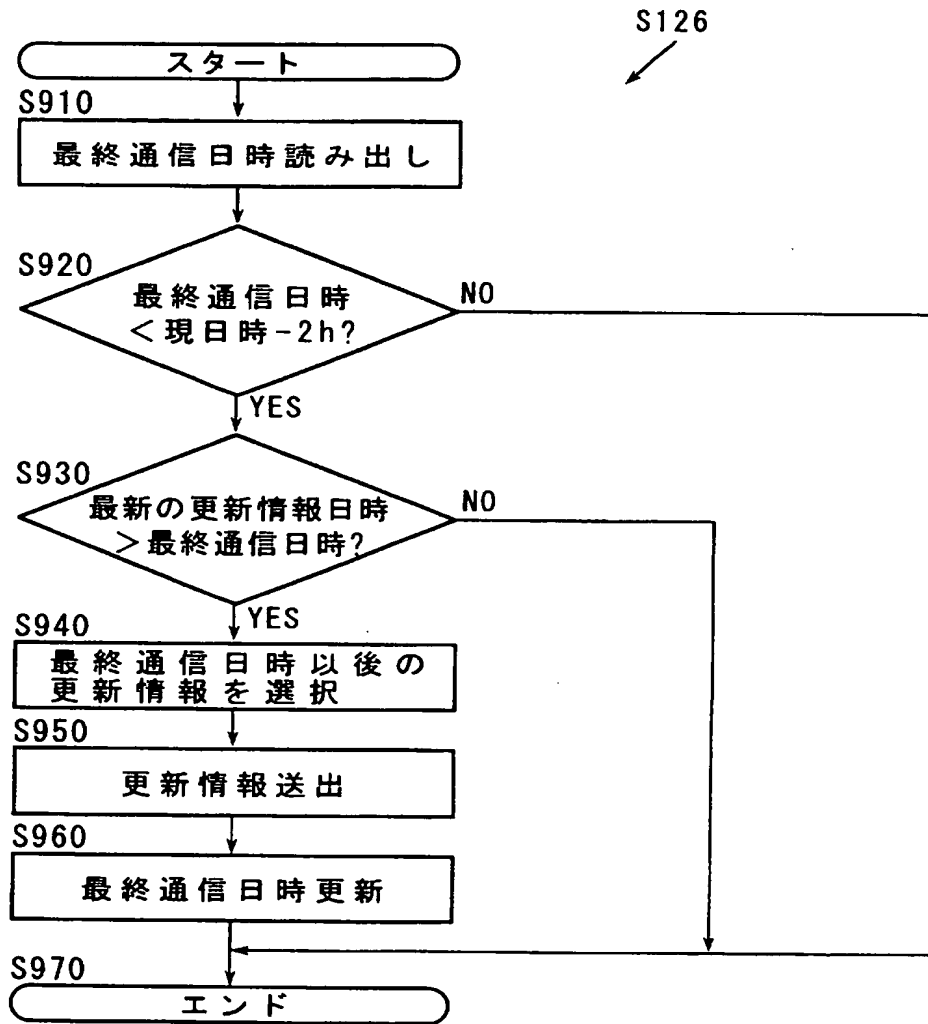 S126
スタート
S910
最終通信日時読み出し
S920
最終通信日時
<現日時-2h?
NO
YES
S930
最新の更新情報日時
>最終通信日時?
NO
YES
S940
最終通信日時以後の
更新情報を選択
S950
更新情報送出
S960
最終通信日時更新
S970
エンド